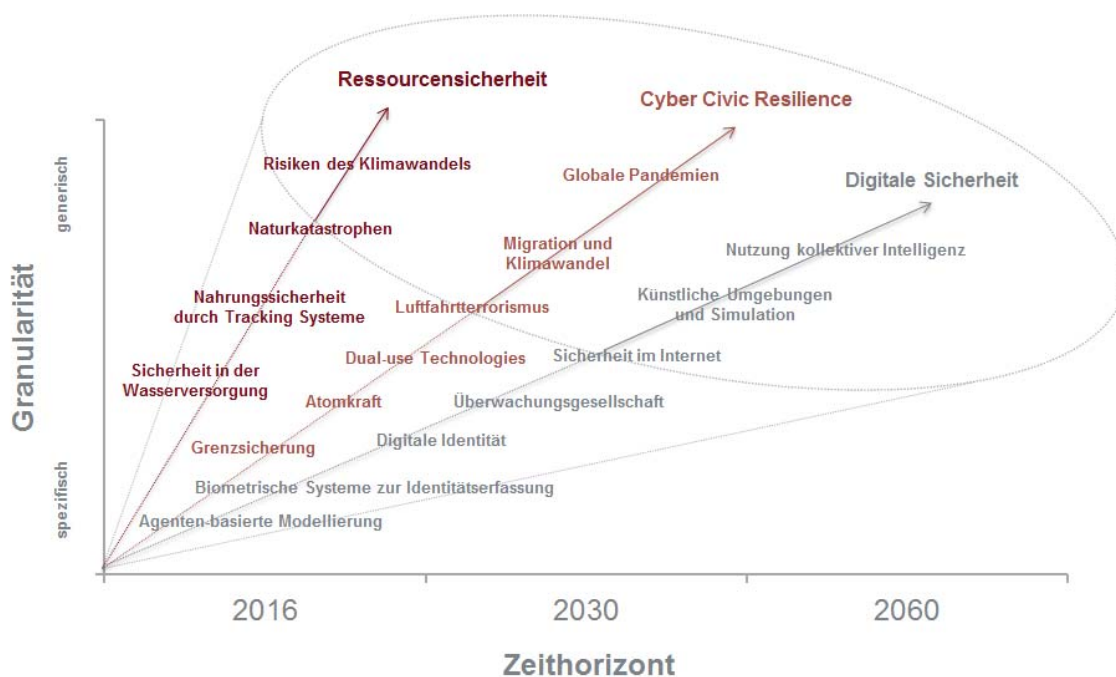 Ressourcensicherheit
Cyber Civic Resilience
Risiken des Klimawandels
Globale Pandemien
Digitale Sicherheit
generisch
Naturkatastrophen
Migration und
Klimawandel
Nutzung kollektiver Intelligenz
Granularität
Nahrungssicherheit
durch Tracking Systeme
Luftfahrtterrorismus
Künstliche Umgebungen
und Simulation
Dual-use Technologies
Sicherheit im Internet
Sicherheit in der
Wasserversorgung
Atomkraft
Überwachungsgesellschaft
Grenzsicherung
Digitale Identität
spezifisch
Biometrische Systeme zur Identitätserfassung
Agenten-basierte Modellierung
2016
2030
2060
Zeithorizont